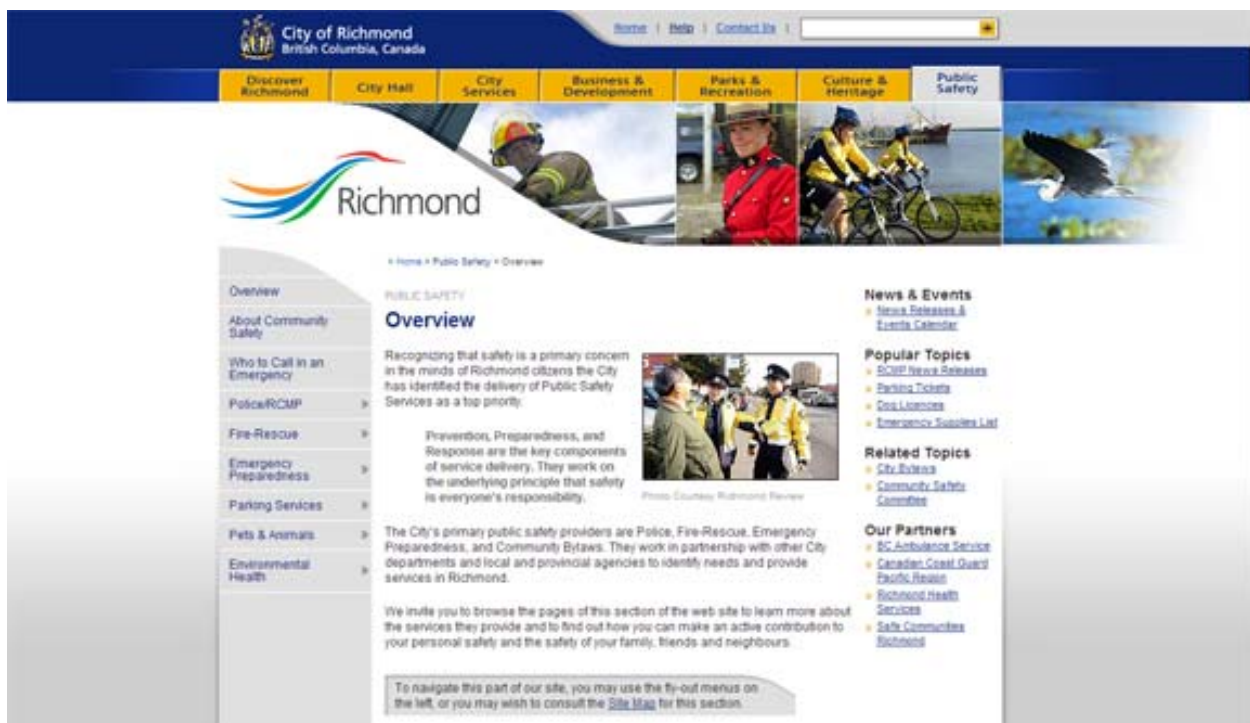 City of Richmond
British Columbia, Canada
Home | Help | Contact Us |
Discover
Richmond
City Hall
City
Services
Business &
Development
Parks &
Recreation
Culture &
Heritage
Public
Safety
Richmond
Home > Public Safety > Overview
Overview
About Community
Safety
Who to Call in an
Emergency
Police/RCMP
Fire-Rescue
Emergency
Preparedness
Parking Services
Pets & Animals
Environmental
Health
PUBLIC SAFETY
Overview
Recognizing that safety is a primary concern
in the minds of Richmond citizens the City
has identified the delivery of Public Safety
Services as a top priority.
Prevention, Preparedness, and
Response are the key components
of service delivery. They work on
the underlying principle that safety
is everyone's responsibility.
Photo Courtesy Richmond Review
The City's primary public safety providers are Police, Fire-Rescue, Emergency
Preparedness, and Community Bylaws. They work in partnership with other City
departments and local and provincial agencies to identify needs and provide
services in Richmond.
We invite you to browse the pages of this section of the web site to learn more about
the services they provide and to find out how you can make an active contribution to
your personal safety and the safety of your family, friends and neighbours.
To navigate this part of our site, you may use the fly-out menus on
the left, or you may wish to consult the Site Map for this section.
News & Events
News Releases &
Events Calendar
Popular Topics
RCMP News Releases
Parking Tickets
Dog Licences
Emergency Supplies List
Related Topics
City Bylaws
Community Safety
Committee
Our Partners
BC Ambulance Service
Canadian Coast Guard
Pacific Region
Richmond Health
Services
Safe Communities
Richmond